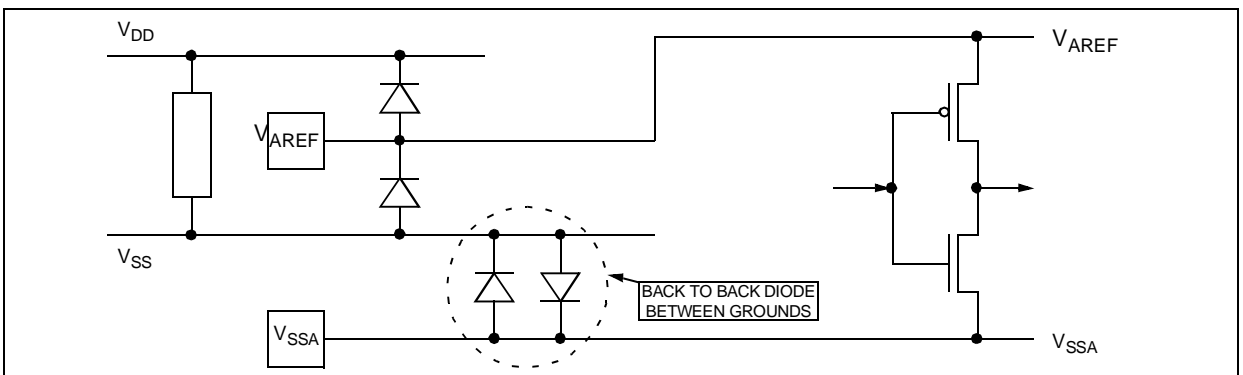 VDD
VAREF
VAREF
VSS
BACK TO BACK DIODE
BETWEEN GROUNDS
VSSA
VSSA